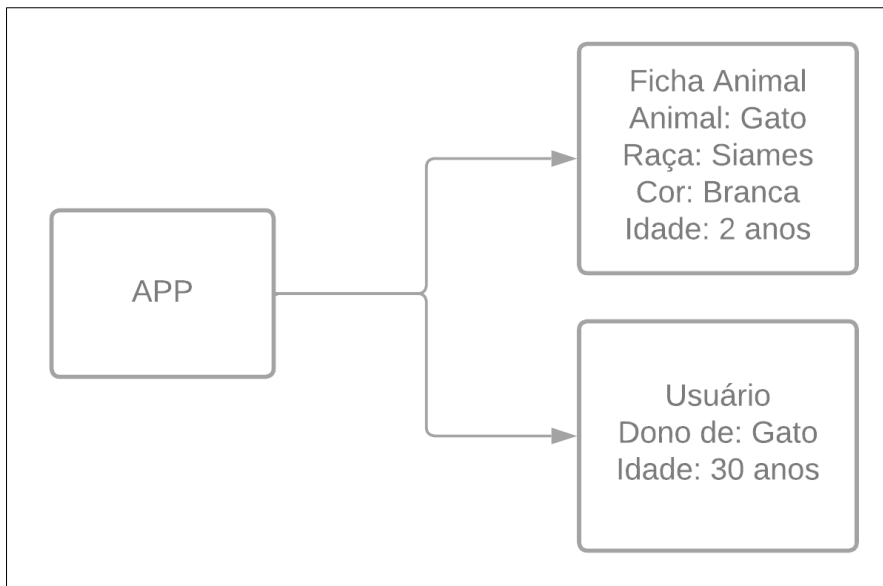 APP
Ficha Animal
Animal: Gato
Raça: Siames
Cor: Branca
Idade: 2 anos
Usuário
Dono de: Gato
Idade: 30 anos